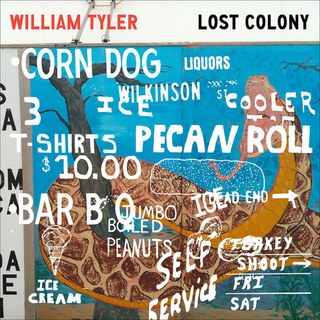 WILLIAM TYLER
LOST COLONY
CORN DOG
LIQUORS
WILKINSON ST
COOLER
3 ICE
T-SHIRTS
PECAN ROLL
$10.00
ICE
DEAD END →
BAR B Q
JUMBO
BOILED
PEANUTS
TURKEY
SHOOT →
FRI
SAT
SELF
SERVICE
ICE
CREAM